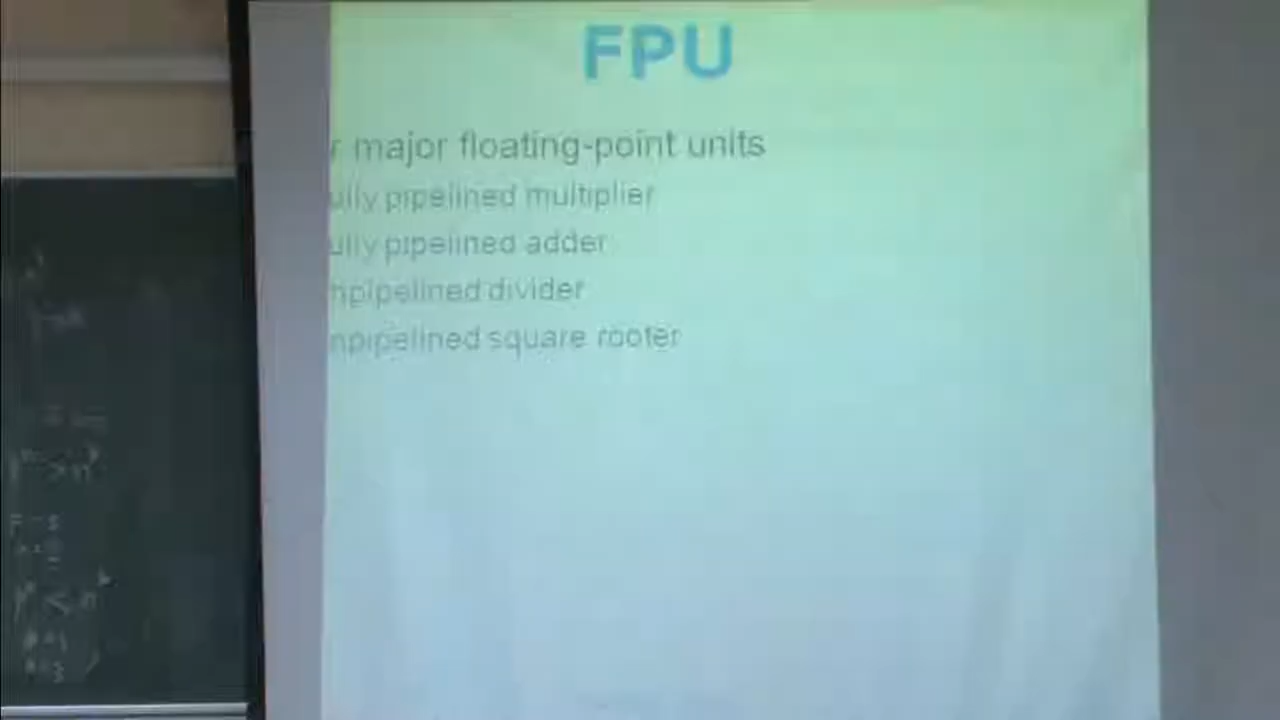 FPU
r major floating-point units
ully pipelined multiplier
ully pipelined adder
npipelined divider
npipelined square rooter